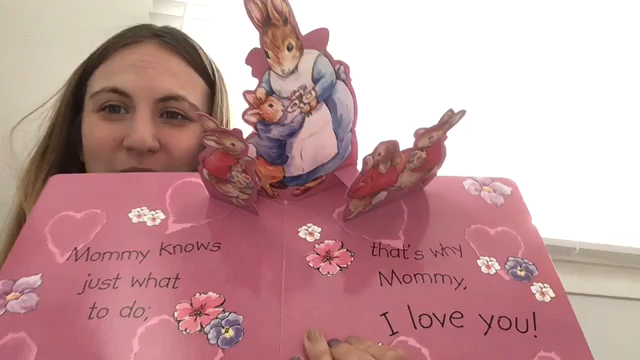 Mommy knows
just what
to do;
that's why
Mommy,
I love you!